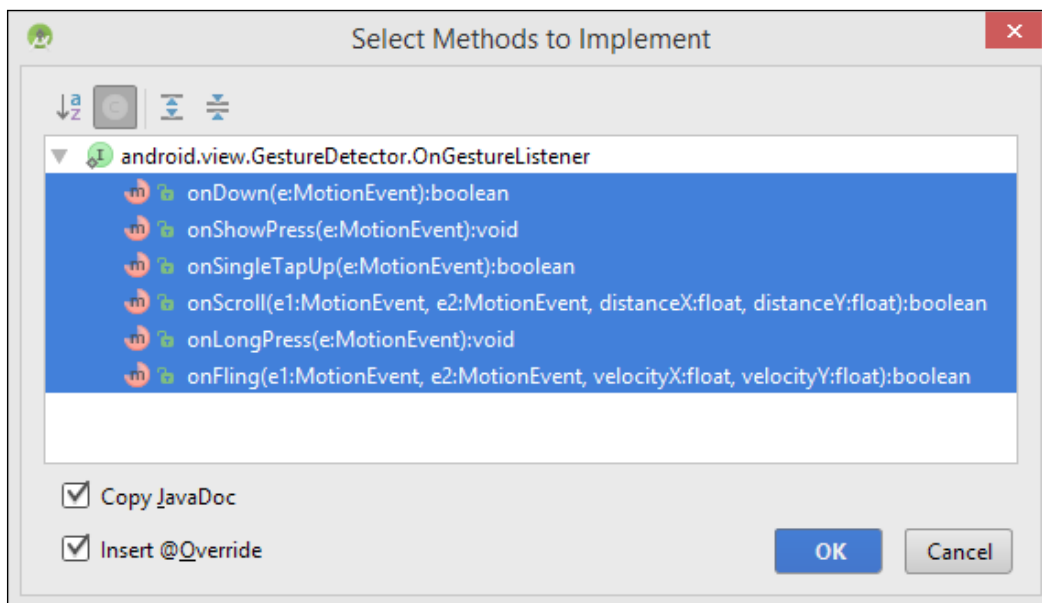 Select Methods to Implement
android.view.GestureDetector.OnGestureListener
onDown(e:MotionEvent):boolean
onShowPress(e:MotionEvent):void
onSingleTapUp(e:MotionEvent):boolean
onScroll(e1:MotionEvent, e2:MotionEvent, distanceX:float, distanceY:float):boolean
onLongPress(e:MotionEvent):void
onFling(e1:MotionEvent, e2:MotionEvent, velocityX:float, velocityY:float):boolean
Copy JavaDoc
Insert @Override
OK Cancel